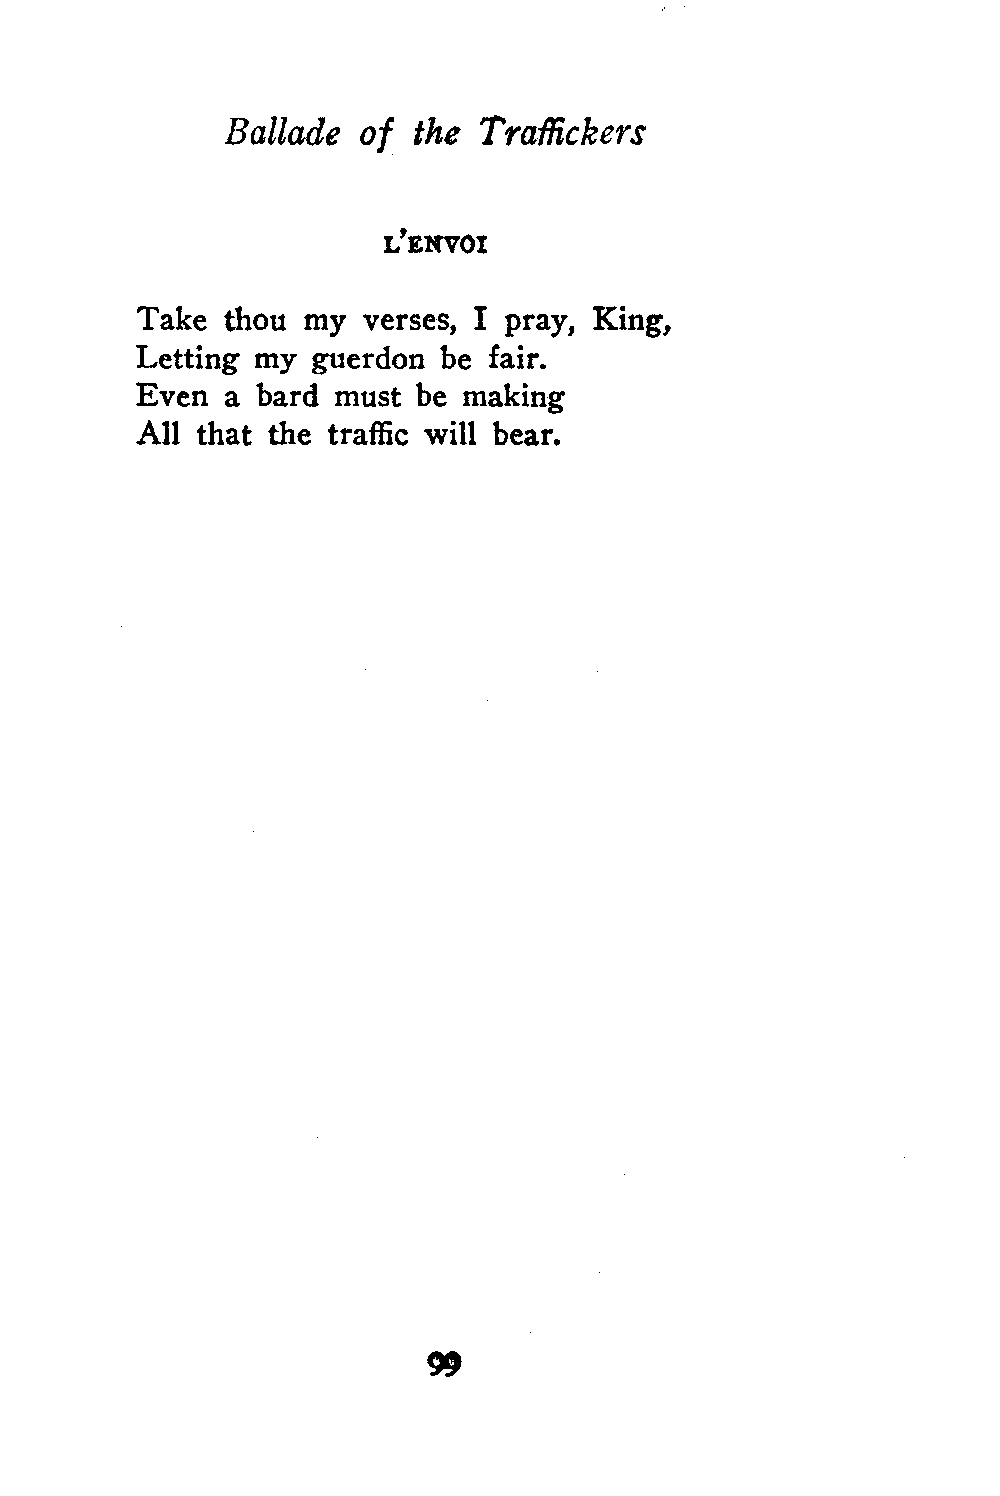 Ballade of the Traffickers
L'ENVOI
Take thou my verses, I pray, King,
Letting my guerdon be fair.
Even a bard must be making
All that the traffic will bear.
99